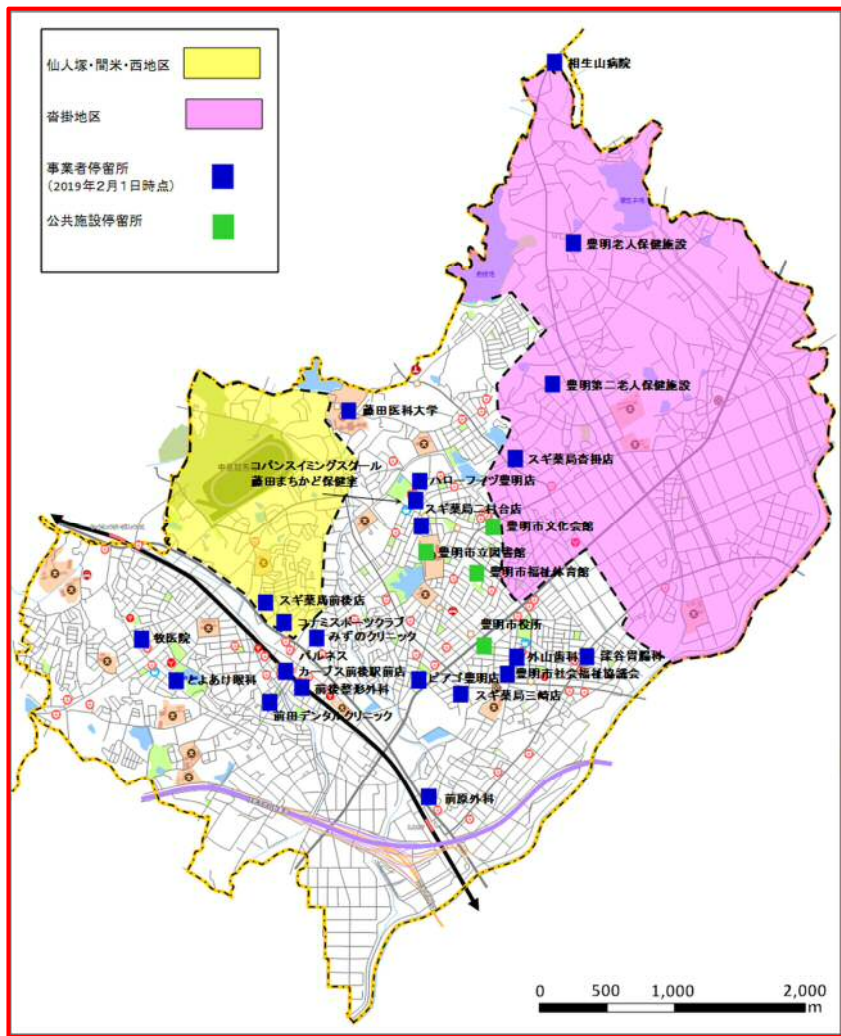 仙人塚・間米・西地区
沓掛地区
事業者停留所
(2019年2月1日時点)
公共施設停留所
相生山病院
豊明老人保健施設
豊明第二老人保健施設
藤田医科大学
スギ薬局沓掛店
コパンスイミングスクール
藤田まちかど保健室
ハローフィヅ豊明店
スギ薬局二村台店
豊明市文化会館
豊明市立図書館
豊明市福祉体育館
スギ薬局前後店
コナミスポーツクラブ
みずのクリニック
豊明市役所
牧医院
パルネス
カーブス前後駅前店
外山歯科
深谷胃腸科
とよあけ眼科
前後整形外科
ピアゴ豊明店
豊明市社会福祉協議会
前田デンタルクリニック
スギ薬局三崎店
前原外科
0 500 1,000 2,000
m